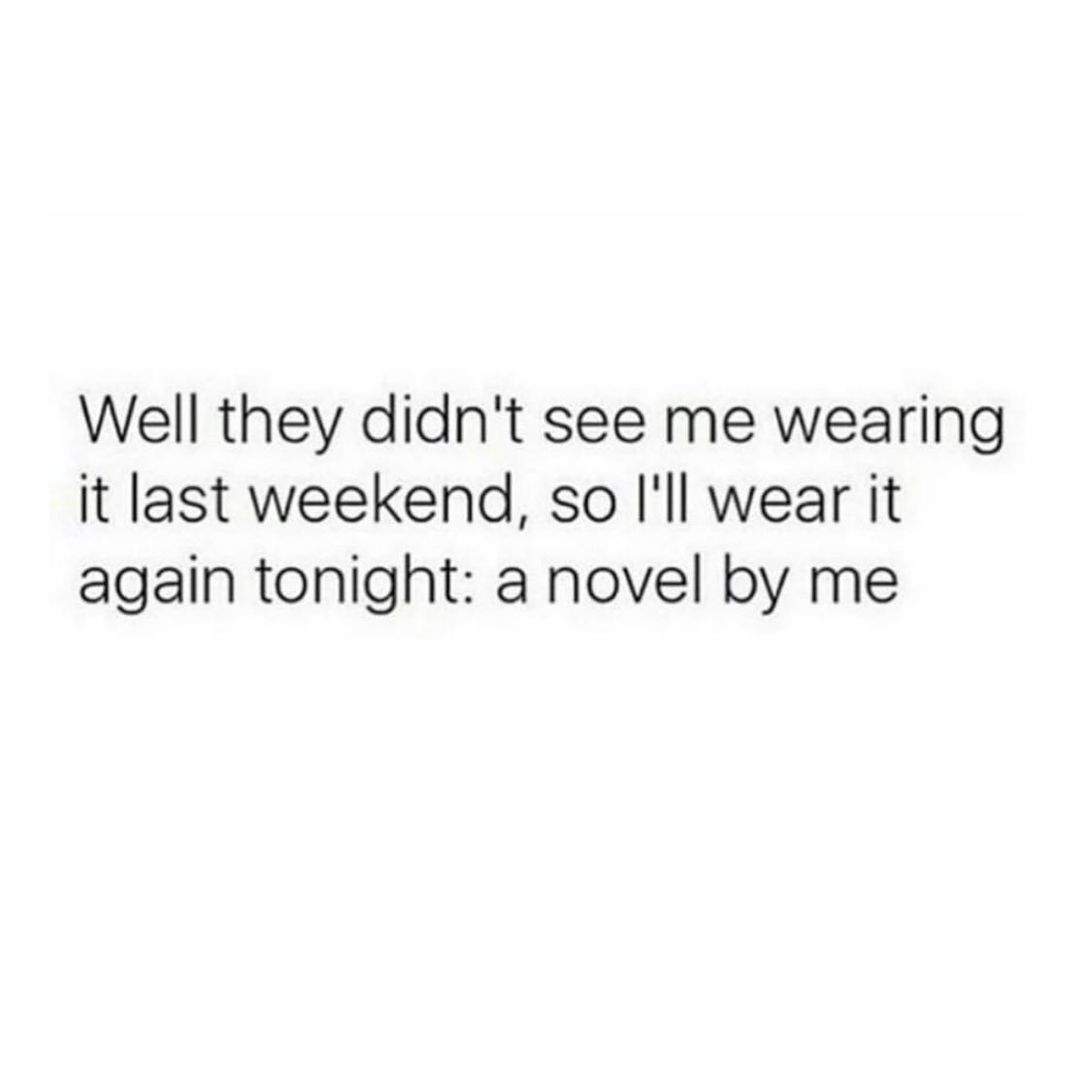 Well they didn't see me wearing
it last weekend, so I'll wear it
again tonight: a novel by me